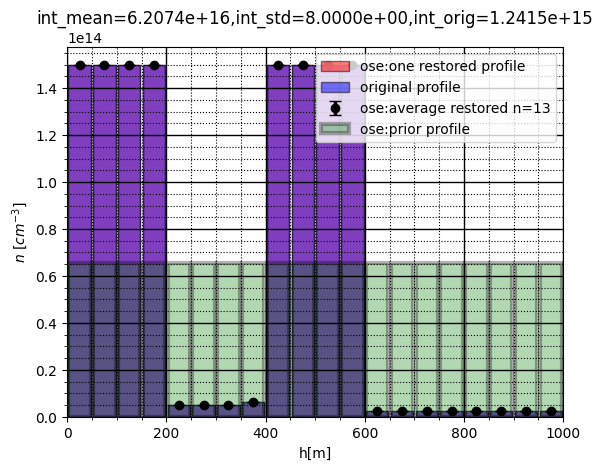 int_mean=6.2074e+16,int_std=8.0000e+00,int_orig=1.2415e+15
1e14
ose:one restored profile
original profile
ose:average restored n=13
ose:prior profile
1.4
1.2
1.0
0.8
0.6
0.4
0.2
0.0
n [cm⁻³]
0 200 400 600 800 1000
h[m]